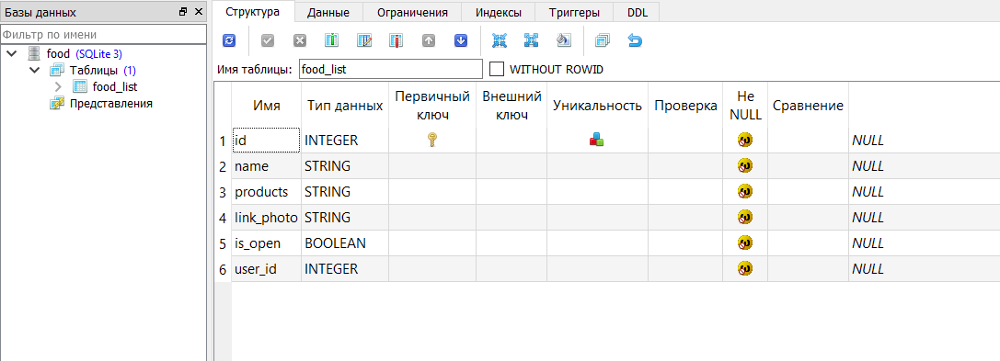 Базы данных
Фильтр по имени
food (SQLite 3)
Таблицы (1)
food_list
Представления
Структура Данные Ограничения Индексы Триггеры DDL
Имя таблицы: food_list WITHOUT ROWID
Имя Тип данных Первичный ключ Внешний ключ Уникальность Проверка Не NULL Сравнение
1 id INTEGER NULL
2 name STRING NULL
3 products STRING NULL
4 link_photo STRING NULL
5 is_open BOOLEAN NULL
6 user_id INTEGER NULL